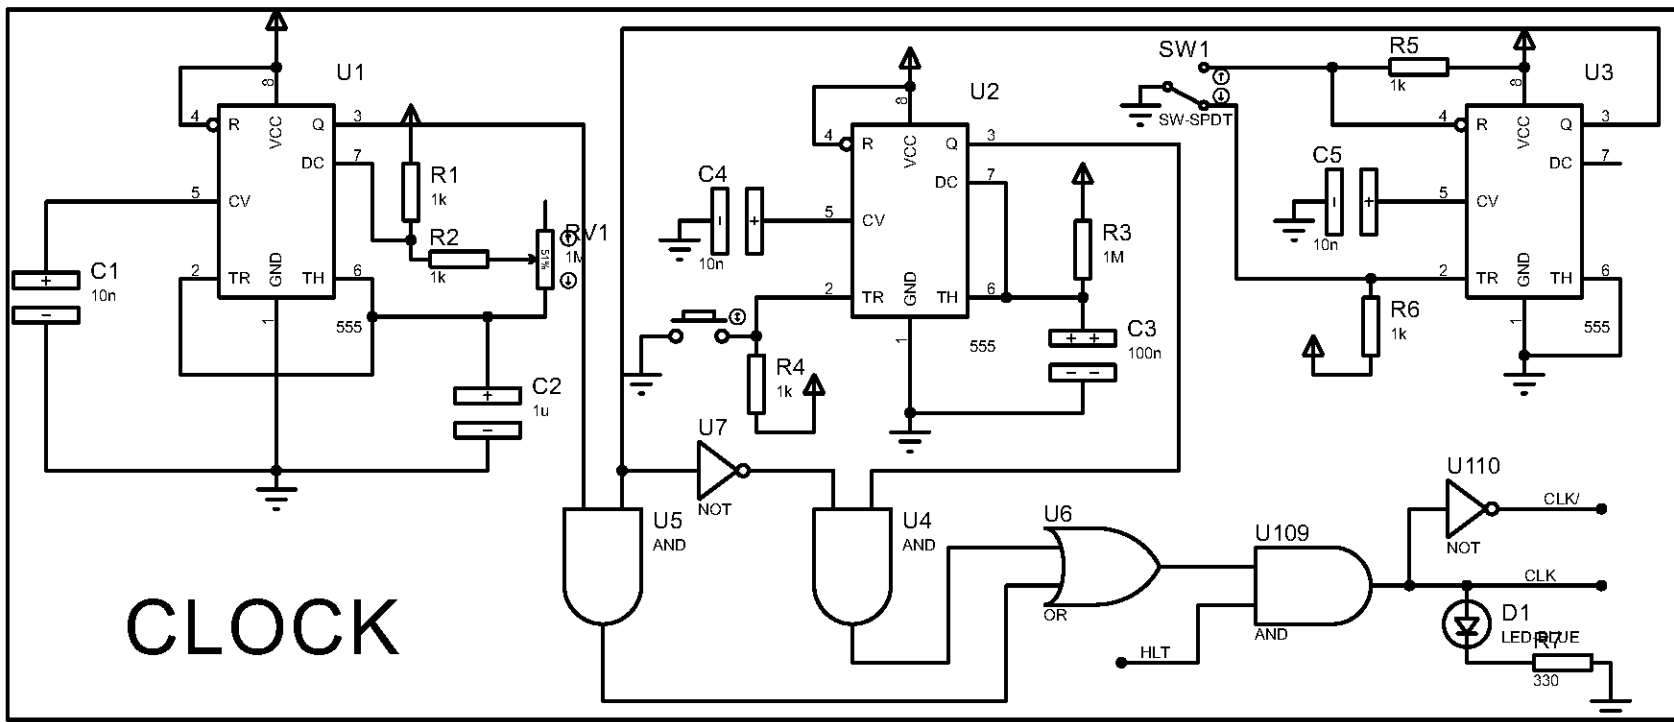 U1
8
4
R
VCC
Q
3
DC
7
5
CV
2
TR
GND
TH
6
1
555
C1
10n
R1
1k
R2
1k
RV1
1M
51%
C2
1u
U2
8
4
R
VCC
Q
3
DC
7
C4
10n
5
CV
2
TR
GND
TH
6
1
555
R3
1M
C3
100n
R4
1k
SW1
SW-SPDT
R5
1k
U3
8
4
R
VCC
Q
3
DC
7
C5
10n
5
CV
2
TR
GND
TH
6
1
555
R6
1k
U7
NOT
U5
AND
U4
AND
U6
OR
U109
AND
HLT
U110
NOT
CLK/
CLK
D1
LED-BLUE
R7
330
CLOCK